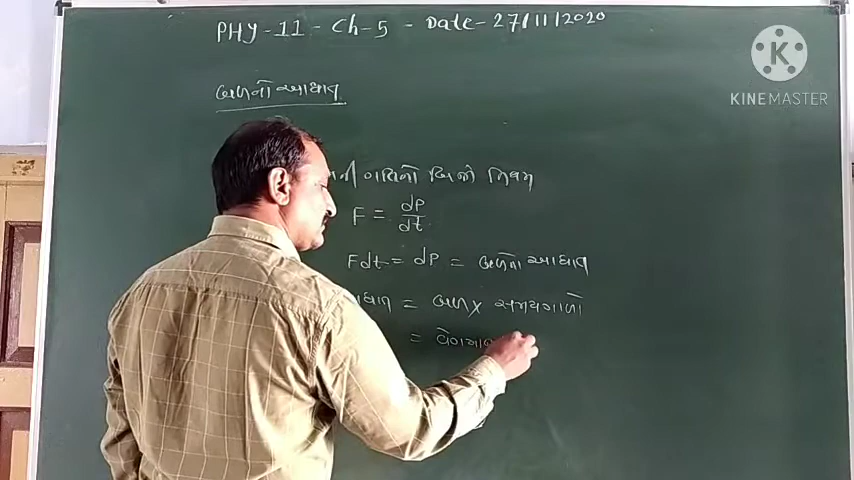 PHY-11 - Ch-5 - Date-27/11/2020
K
KINEMASTER
બળનો આઘાત
ગતિનો બીજો નિયમ
F = dP/dt
Fdt = dP = બળનો આઘાત
= બળ X સમયગાળો
= વેગમાન